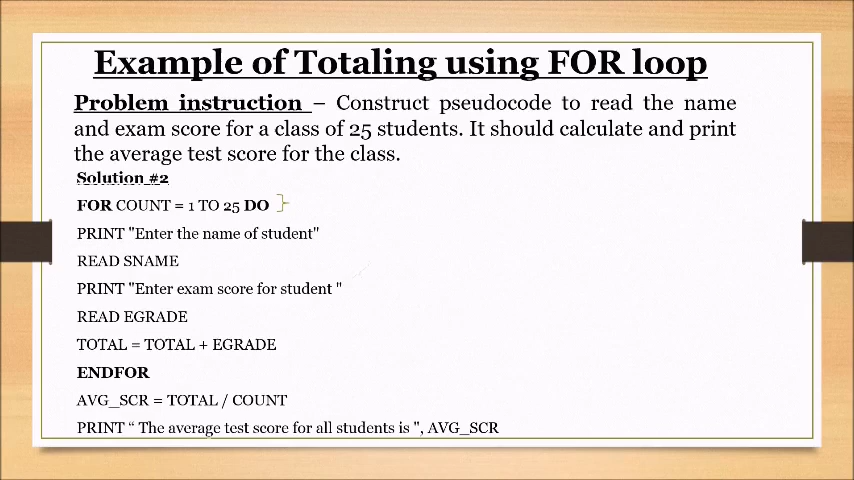 Example of Totaling using FOR loop
Problem instruction – Construct pseudocode to read the name
and exam score for a class of 25 students. It should calculate and print
the average test score for the class.
Solution #2
FOR COUNT = 1 TO 25 DO
PRINT "Enter the name of student"
READ SNAME
PRINT "Enter exam score for student "
READ EGRADE
TOTAL = TOTAL + EGRADE
ENDFOR
AVG_SCR = TOTAL / COUNT
PRINT “ The average test score for all students is ", AVG_SCR